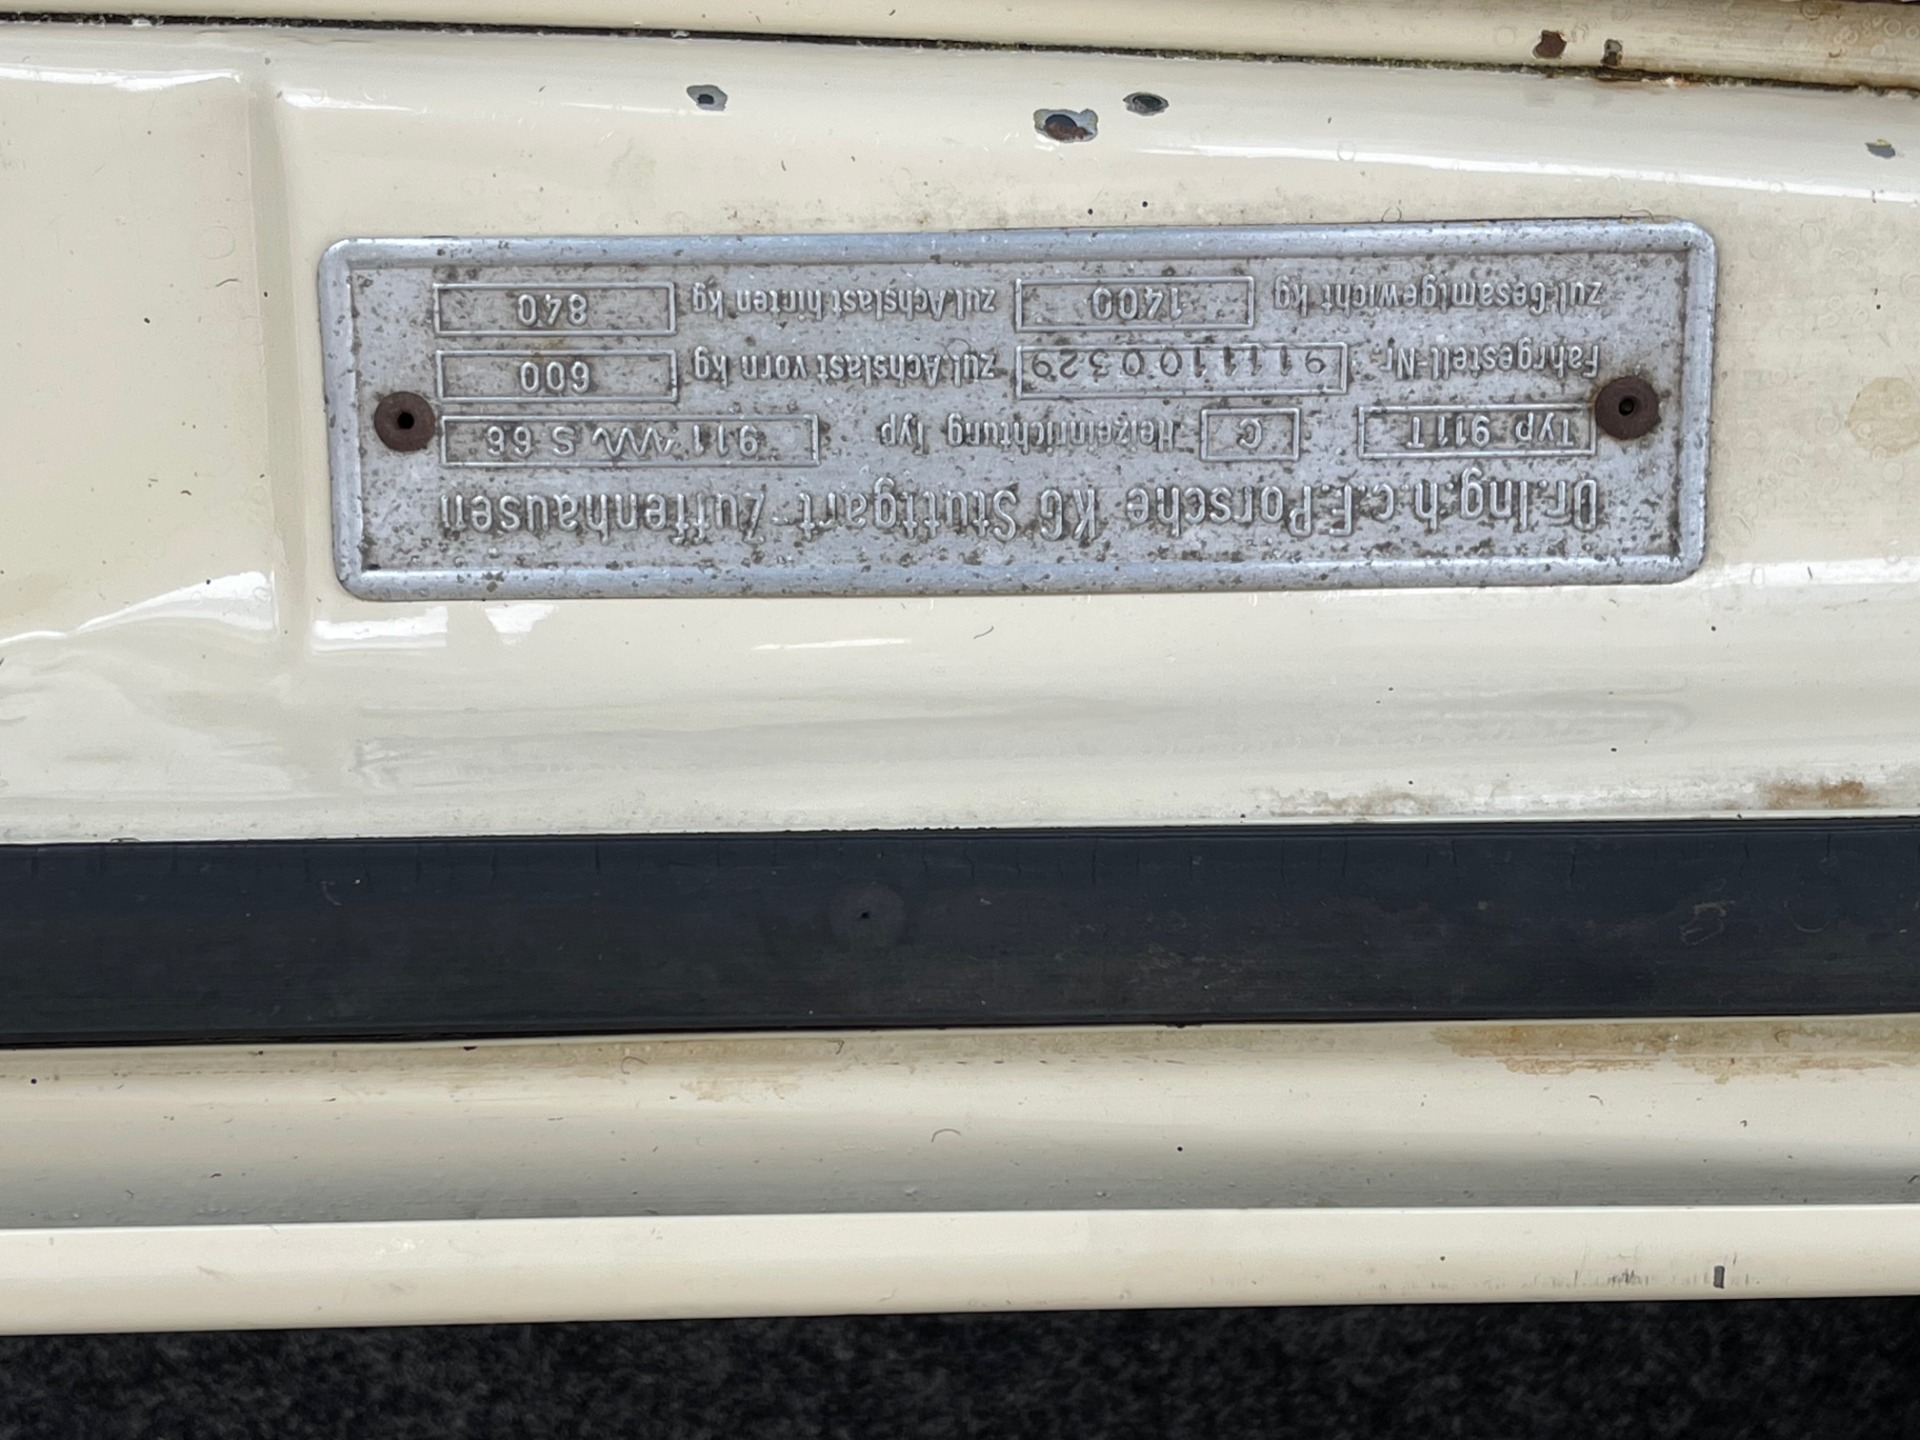 Dr.Ing.h.c.F.Porsche KG Stuttgart-Zuffenhausen
Typ 911T C Heizeinrichtung Typ 911 S 66
Fahrgestell-Nr. 9111100329 zul.Achslast vorn kg 600
zul.Gesamtgewicht kg 1400 zul.Achslast hinten kg 840